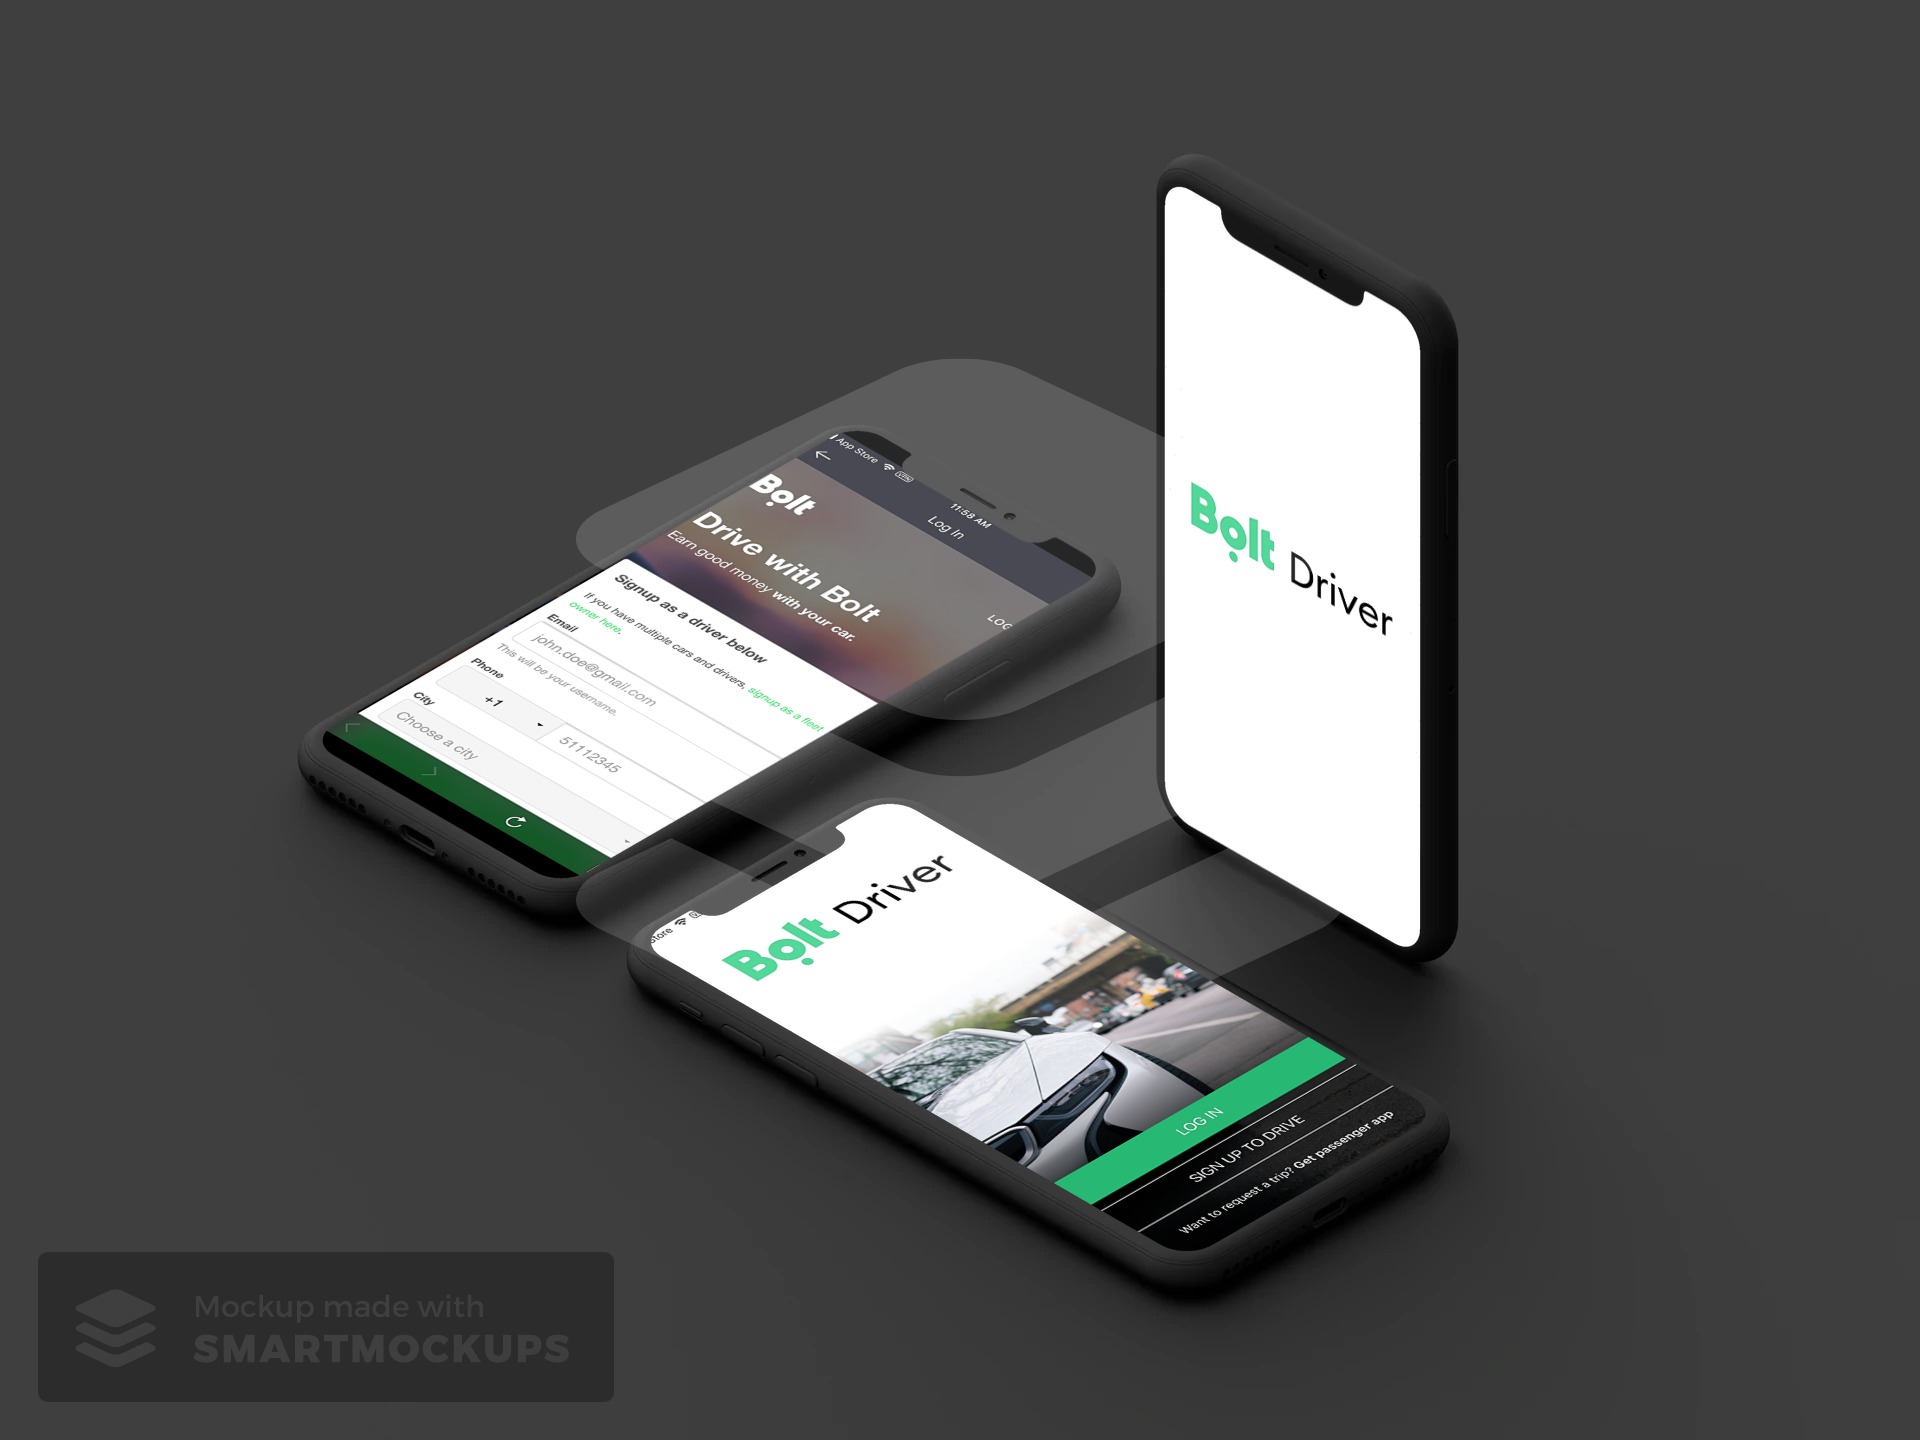 App Store
11:58 AM
Log In
Bolt
LOG
Drive with Bolt
Earn good money with your car.
Signup as a driver below
If you have multiple cars and drivers, signup as a fleet
owner here.
Email
john.doe@gmail.com
This will be your username.
Phone
+1
51112345
City
Choose a city
Bolt Driver
Store
Bolt Driver
LOG IN
SIGN UP TO DRIVE
Want to request a trip? Get passenger app
Mockup made with
SMARTMOCKUPS